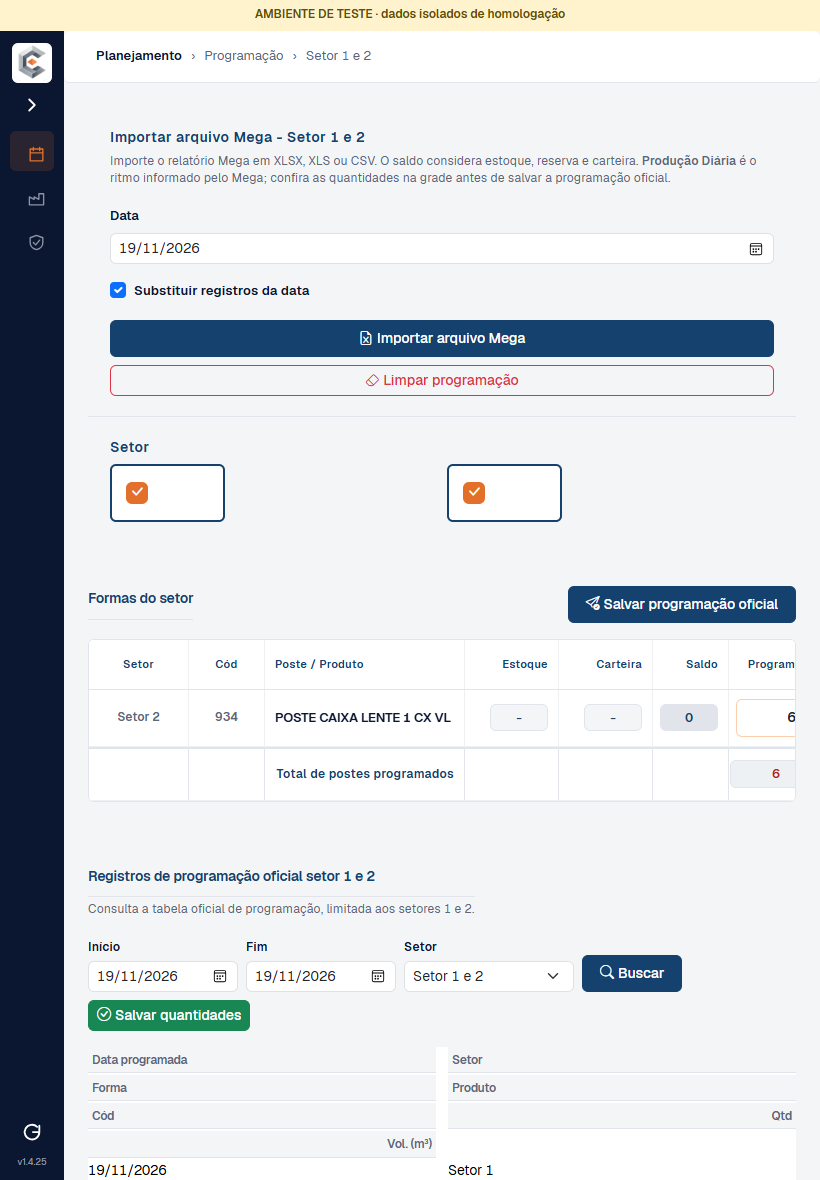 AMBIENTE DE TESTE · dados isolados de homologação
Planejamento › Programação › Setor 1 e 2
Importar arquivo Mega - Setor 1 e 2
Importe o relatório Mega em XLSX, XLS ou CSV. O saldo considera estoque, reserva e carteira. Produção Diária é o
ritmo informado pelo Mega; confira as quantidades na grade antes de salvar a programação oficial.
Data
19/11/2026
Substituir registros da data
Importar arquivo Mega
Limpar programação
Setor
Formas do setor
Salvar programação oficial
Setor Cód Poste / Produto Estoque Carteira Saldo Program
Setor 2 934 POSTE CAIXA LENTE 1 CX VL - - 0 6
Total de postes programados 6
Registros de programação oficial setor 1 e 2
Consulta a tabela oficial de programação, limitada aos setores 1 e 2.
Início Fim Setor
19/11/2026 19/11/2026 Setor 1 e 2 Buscar
Salvar quantidades
Data programada Setor
Forma Produto
Cód Qtd
Vol. (m³)
19/11/2026 Setor 1
v1.4.25